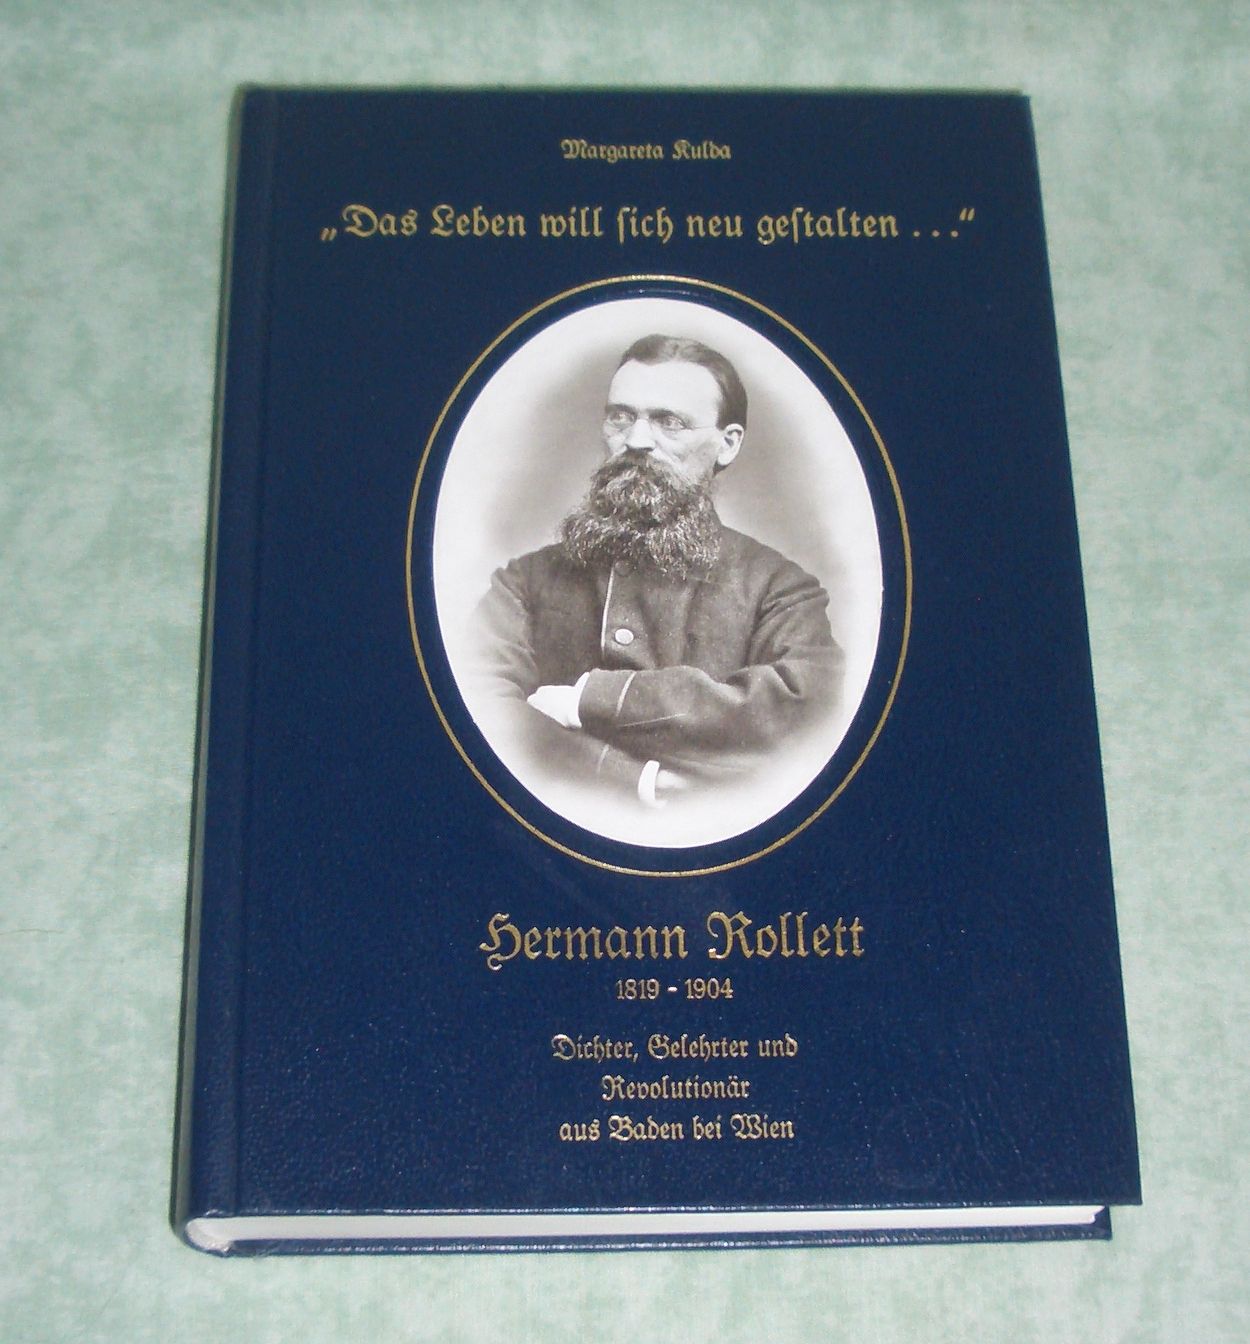 Margareta Kulda
„Das Leben will ſich neu geſtalten . . .“
Hermann Rollett
1819 - 1904
Dichter, Gelehrter und
Revolutionär
aus Baden bei Wien